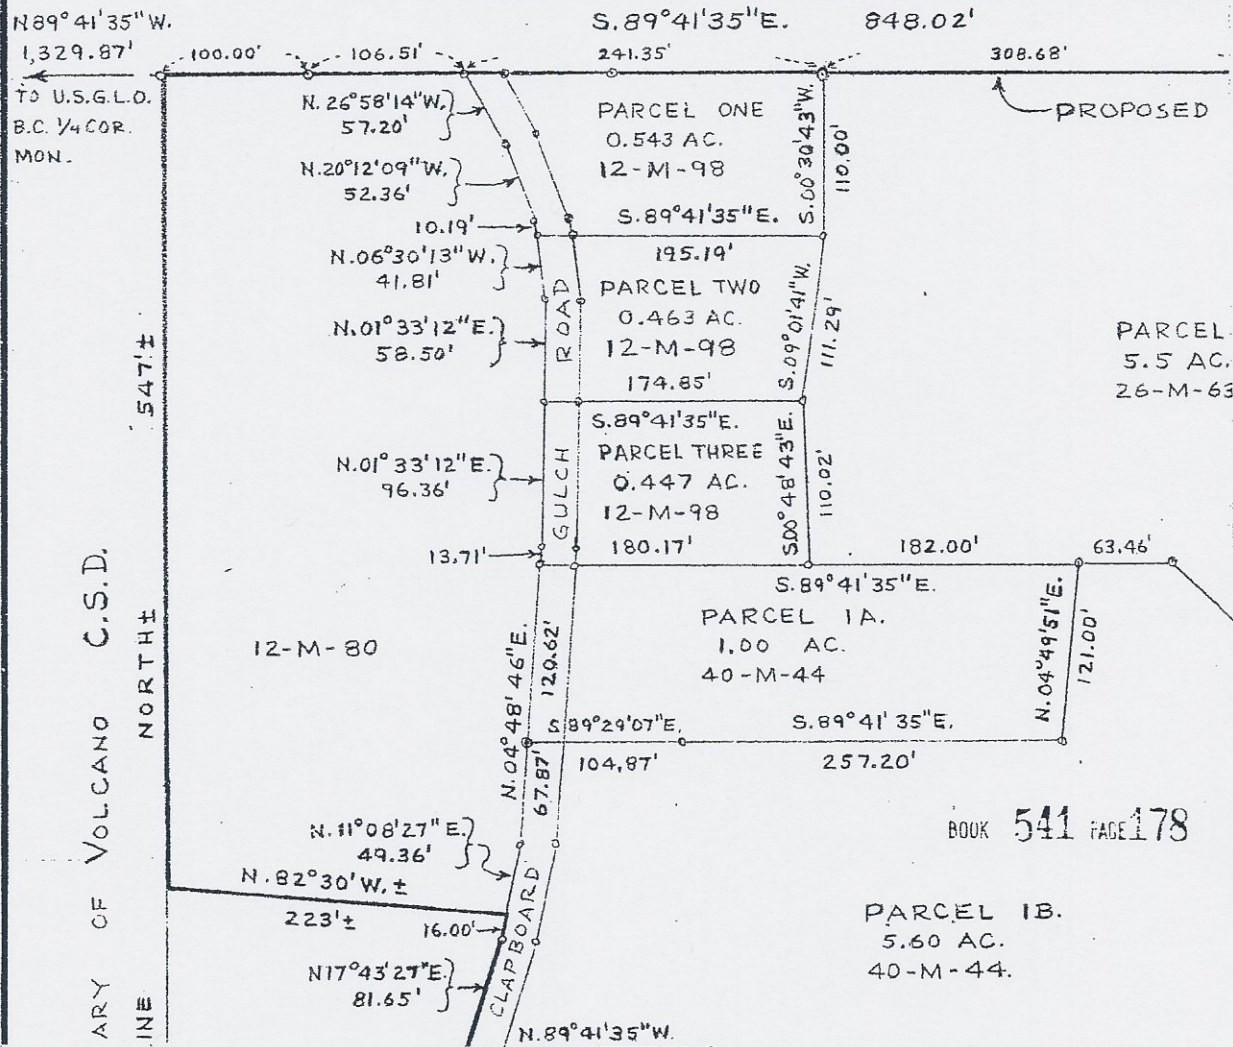 N89°41'35"W.
1,329.87'
TO U.S.G.L.O.
B.C. 1/4 COR.
MON.
S.89°41'35"E. 848.02'
100.00' 106.51' 241.35' 308.68'
PROPOSED
N.26°58'14"W.
57.20'
N.20°12'09"W.
52.36'
10.19'
N.06°30'13"W.
41.81'
N.01°33'12"E.
58.50'
N.01°33'12"E.
96.36'
13.71'
PARCEL ONE
0.543 AC.
12-M-98
S.00°30'43"W.
110.00'
S.89°41'35"E.
195.19'
PARCEL TWO
0.463 AC.
12-M-98
174.85'
S.09°01'41"W.
111.29'
S.89°41'35"E.
PARCEL THREE
0.447 AC.
12-M-98
180.17'
S.00°48'43"E.
110.02'
PARCEL
5.5 AC.
26-M-63
182.00' 63.46'
S.89°41'35"E.
PARCEL 1A.
1.00 AC.
40-M-44
N.04°49'51"E.
121.00'
S.89°29'07"E. S.89°41'35"E.
104.87' 257.20'
547'±
NORTH±
12-M-80
CLAPBOARD GULCH ROAD
N.04°48'46"E.
120.62'
67.87'
N.11°08'27"E.
49.36'
N.82°30'W.±
223'±
16.00'
N17°43'27"E.
81.65'
N.89°41'35"W.
BOOK 541 PAGE 178
PARCEL 1B.
5.60 AC.
40-M-44.
ARY OF VOLCANO C.S.D.
INE